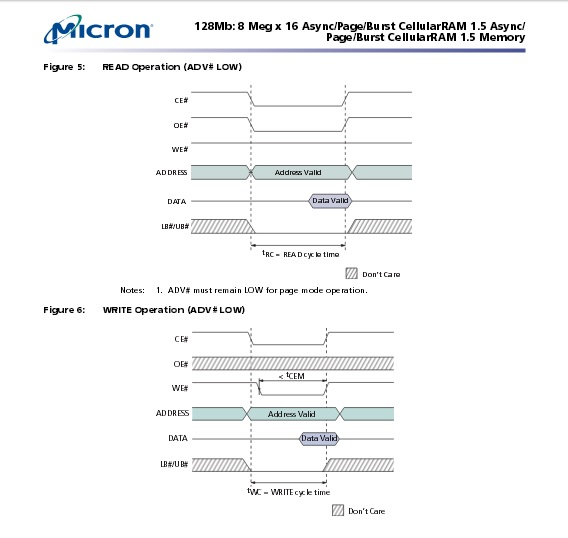 Micron
128Mb: 8 Meg x 16 Async/Page/Burst CellularRAM 1.5 Async/
Page/Burst CellularRAM 1.5 Memory
Figure 5: READ Operation (ADV# LOW)
CE#
OE#
WE#
ADDRESS Address Valid
DATA Data Valid
LB#/UB#
tRC = READ cycle time
Don't Care
Notes: 1. ADV# must remain LOW for page mode operation.
Figure 6: WRITE Operation (ADV# LOW)
CE#
OE#
< tCEM
WE#
ADDRESS Address Valid
DATA Data Valid
LB#/UB#
tWC = WRITE cycle time
Don't Care